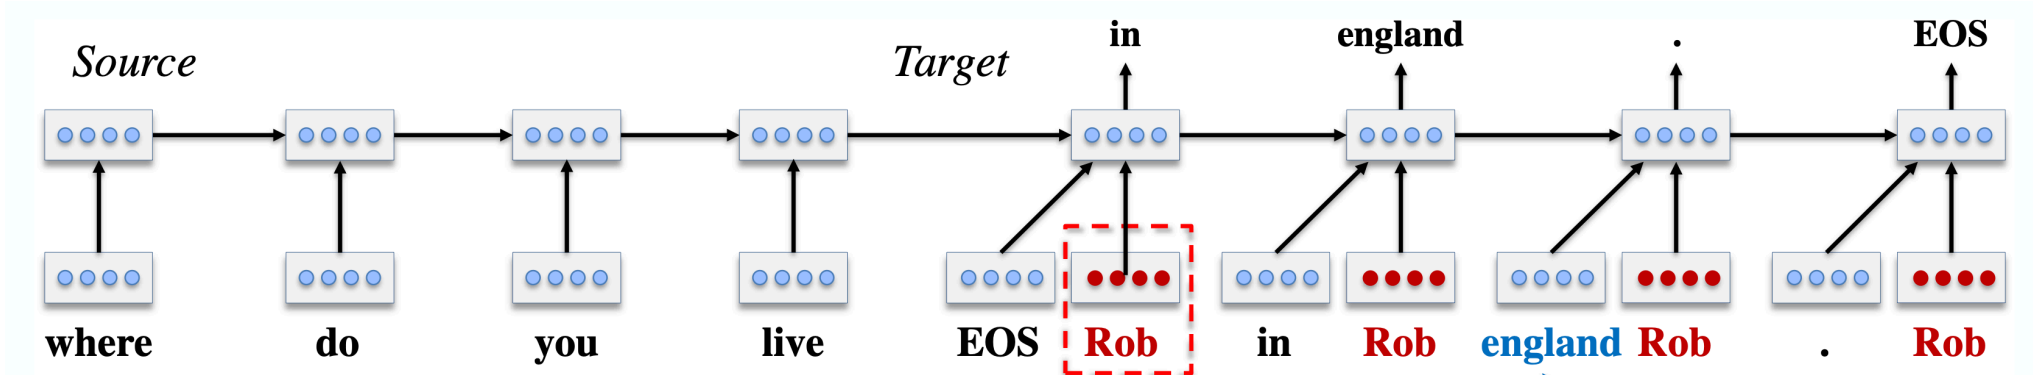 in england . EOS
Source Target
where do you live EOS Rob in Rob england Rob . Rob